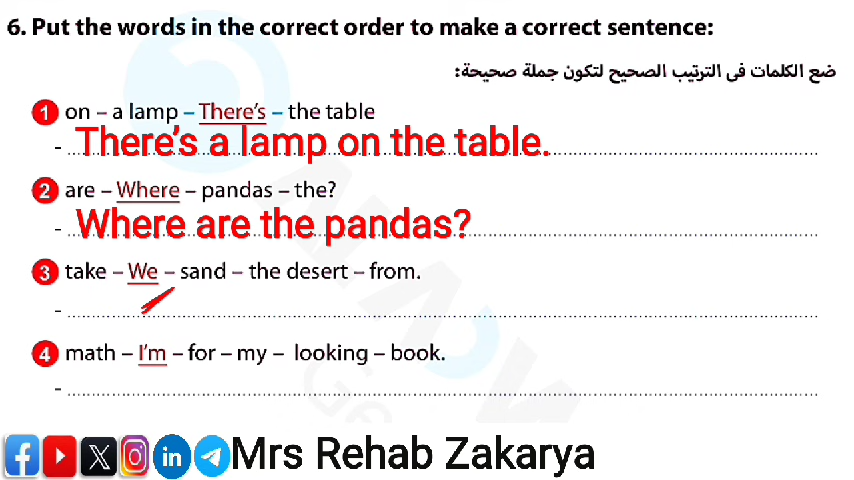 6. Put the words in the correct order to make a correct sentence:
ضع الكلمات فى الترتيب الصحيح لتكون جملة صحيحة:
1 on – a lamp – There's – the table
- There's a lamp on the table.
2 are – Where – pandas – the?
- Where are the pandas?
3 take – We – sand – the desert – from.
-
4 math – I'm – for – my – looking – book.
-
Mrs Rehab Zakarya